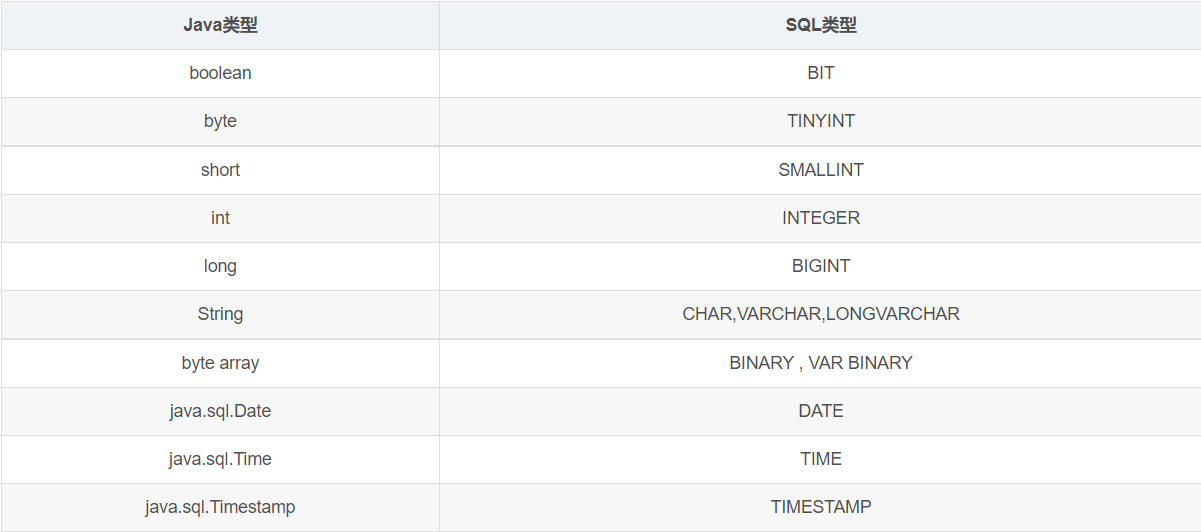 Java类型 SQL类型
boolean BIT
byte TINYINT
short SMALLINT
int INTEGER
long BIGINT
String CHAR,VARCHAR,LONGVARCHAR
byte array BINARY , VAR BINARY
java.sql.Date DATE
java.sql.Time TIME
java.sql.Timestamp TIMESTAMP